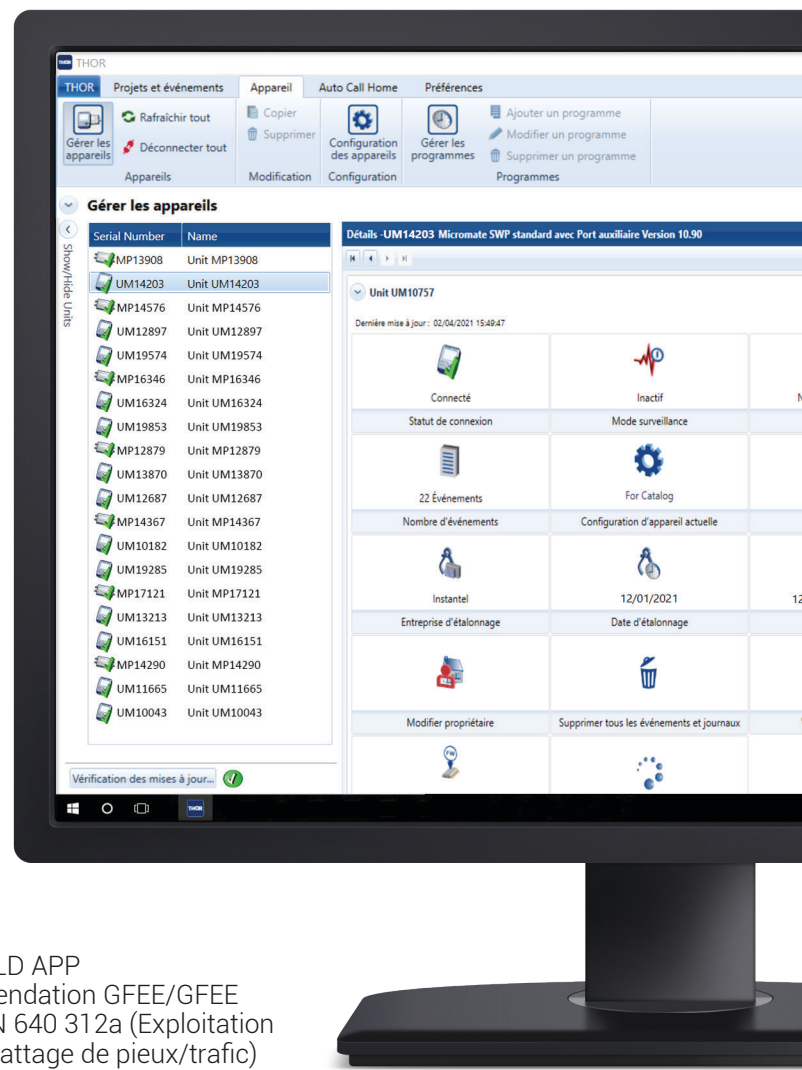 THOR THOR
THOR Projets et événements Appareil Auto Call Home Préférences
Gérer les appareils
Rafraîchir tout
Déconnecter tout
Appareils
Copier
Supprimer
Modification
Configuration des appareils
Configuration
Gérer les programmes
Ajouter un programme
Modifier un programme
Supprimer un programme
Programmes
Gérer les appareils
Show/Hide Units
Serial Number Name
MP13908 Unit MP13908
UM14203 Unit UM14203
MP14576 Unit MP14576
UM12897 Unit UM12897
UM19574 Unit UM19574
MP16346 Unit MP16346
UM16324 Unit UM16324
UM19853 Unit UM19853
MP12879 Unit MP12879
UM13870 Unit UM13870
UM12687 Unit UM12687
MP14367 Unit MP14367
UM10182 Unit UM10182
UM19285 Unit UM19285
MP17121 Unit MP17121
UM13213 Unit UM13213
UM16151 Unit UM16151
MP14290 Unit MP14290
UM11665 Unit UM11665
UM10043 Unit UM10043
Vérification des mises à jour...
Détails -UM14203 Micromate SWP standard avec Port auxiliaire Version 10.90
Unit UM10757
Dernière mise à jour : 02/04/2021 15:49:47
Connecté Inactif N
Statut de connexion Mode surveillance
22 Événements For Catalog
Nombre d'événements Configuration d'appareil actuelle
Instantel 12/01/2021 12
Entreprise d'étalonnage Date d'étalonnage
Modifier propriétaire Supprimer tous les événements et journaux
FW
THOR
LD APP
endation GFEE/GFEE
N 640 312a (Exploitation
attage de pieux/trafic)